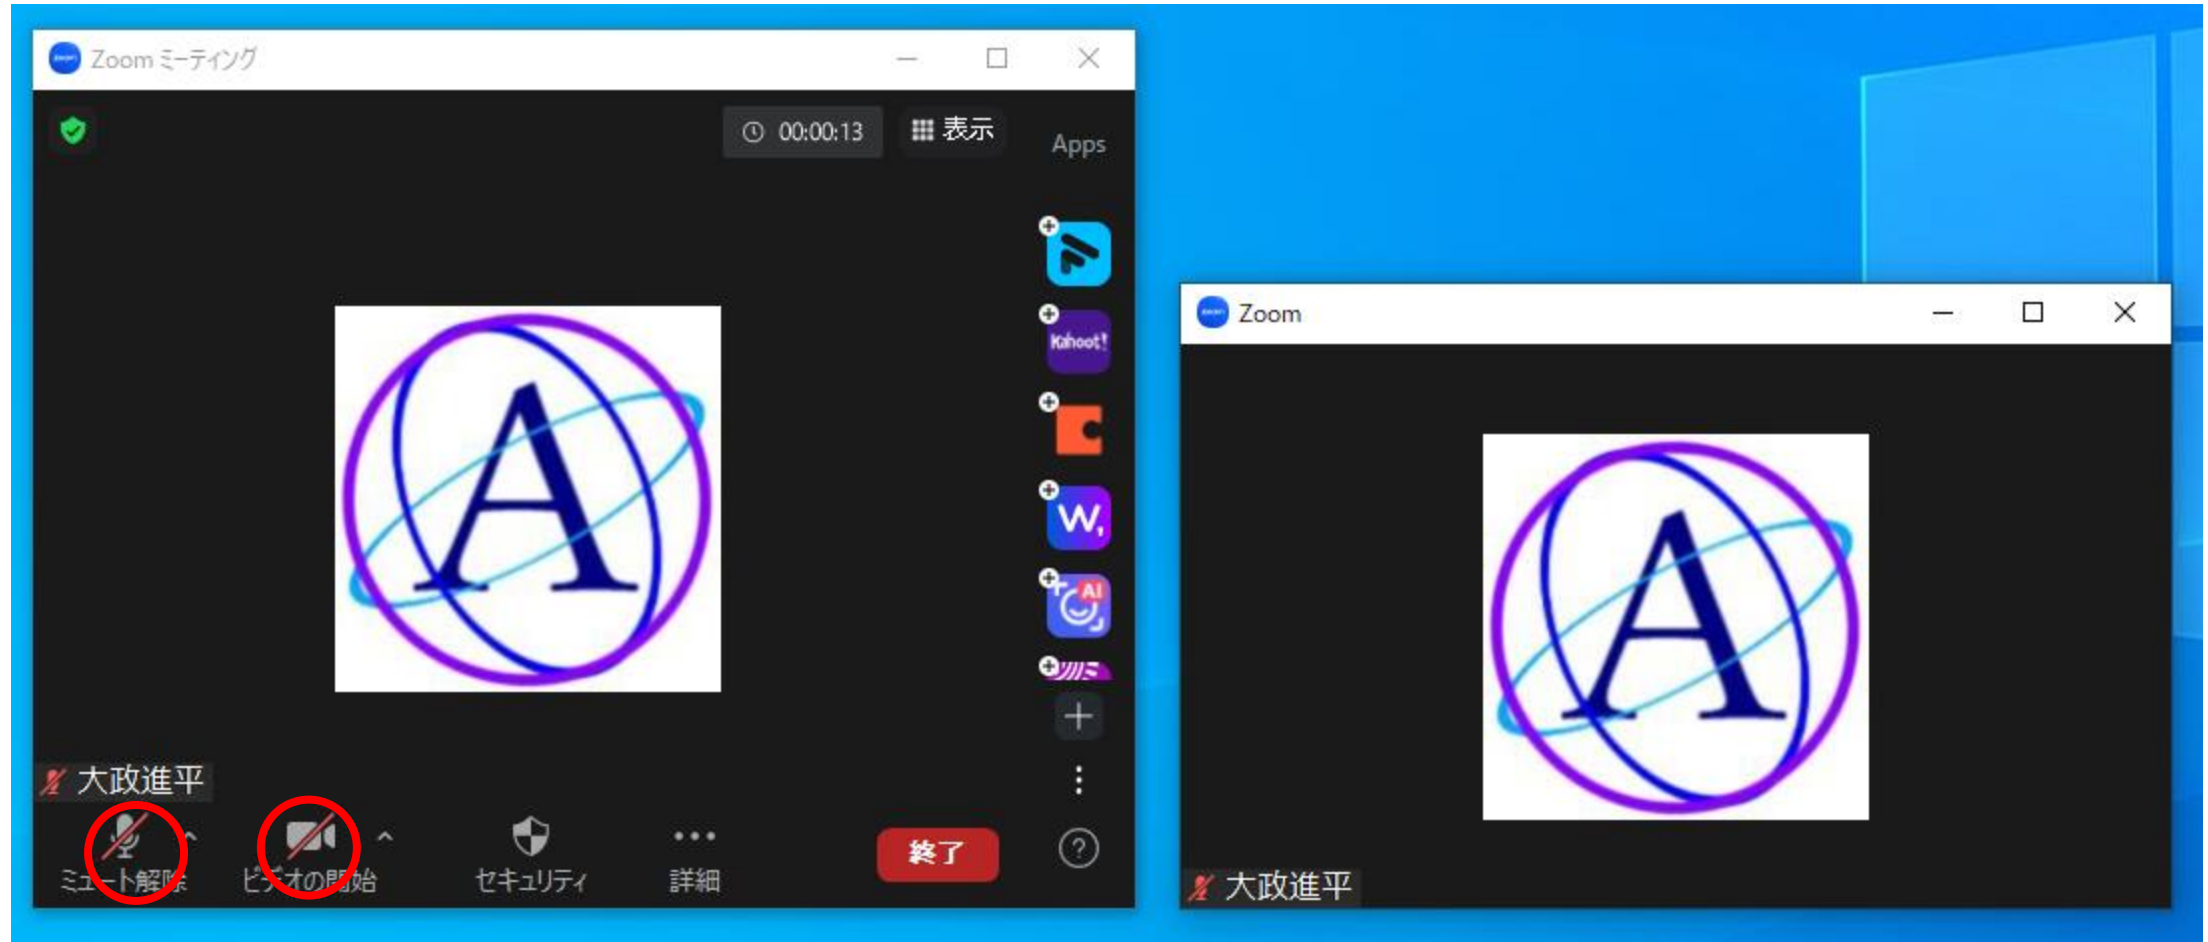 Zoom ミーティング
00:00:13
表示
Apps
Kahoot!
W,
AI
A
大政進平
ミュート解除
ビデオの開始
セキュリティ
詳細
終了
Zoom
A
大政進平